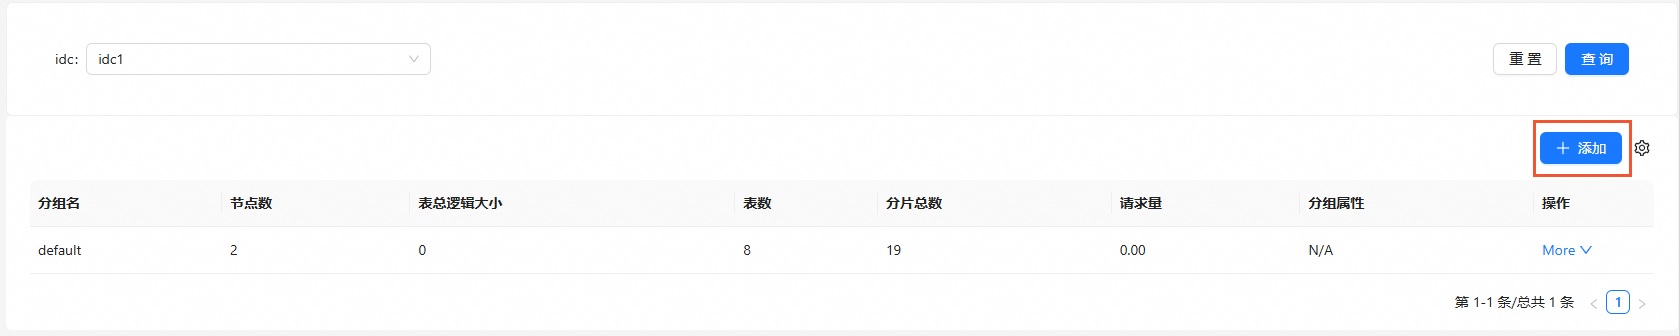 idc: idc1 重 置 查 询
添加
分组名 节点数 表总逻辑大小 表数 分片总数 请求量 分组属性 操作
default 2 0 8 19 0.00 N/A More
第 1-1 条/总共 1 条 < 1 >